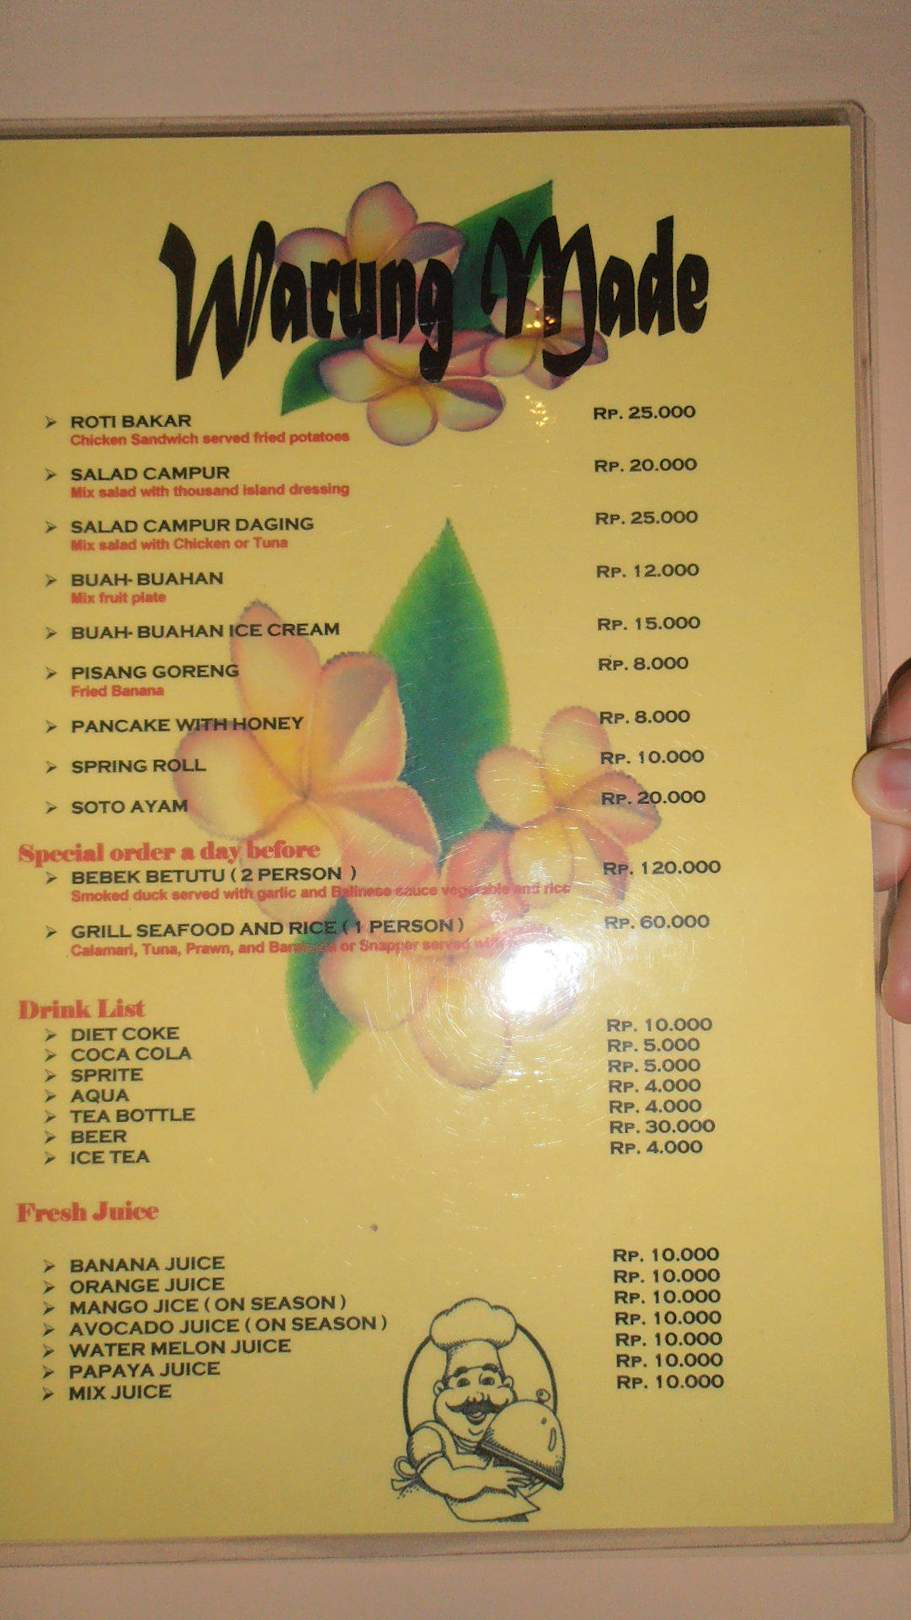 Warung Made
ROTI BAKAR RP. 25.000
Chicken Sandwich served fried potatoes
SALAD CAMPUR RP. 20.000
Mix salad with thousand island dressing
SALAD CAMPUR DAGING RP. 25.000
Mix salad with Chicken or Tuna
BUAH- BUAHAN RP. 12.000
Mix fruit plate
BUAH- BUAHAN ICE CREAM RP. 15.000
PISANG GORENG RP. 8.000
Fried Banana
PANCAKE WITH HONEY RP. 8.000
SPRING ROLL RP. 10.000
SOTO AYAM RP. 20.000
Special order a day before
BEBEK BETUTU ( 2 PERSON ) RP. 120.000
Smoked duck served with garlic and Balinese sauce vegetable and rice
GRILL SEAFOOD AND RICE ( 1 PERSON ) RP. 60.000
Calamari, Tuna, Prawn, and or Snapper served
Drink List
DIET COKE RP. 10.000
COCA COLA RP. 5.000
SPRITE RP. 5.000
AQUA RP. 4.000
TEA BOTTLE RP. 4.000
BEER RP. 30.000
ICE TEA RP. 4.000
Fresh Juice
BANANA JUICE RP. 10.000
ORANGE JUICE RP. 10.000
MANGO JICE ( ON SEASON ) RP. 10.000
AVOCADO JUICE ( ON SEASON ) RP. 10.000
WATER MELON JUICE RP. 10.000
PAPAYA JUICE RP. 10.000
MIX JUICE RP. 10.000